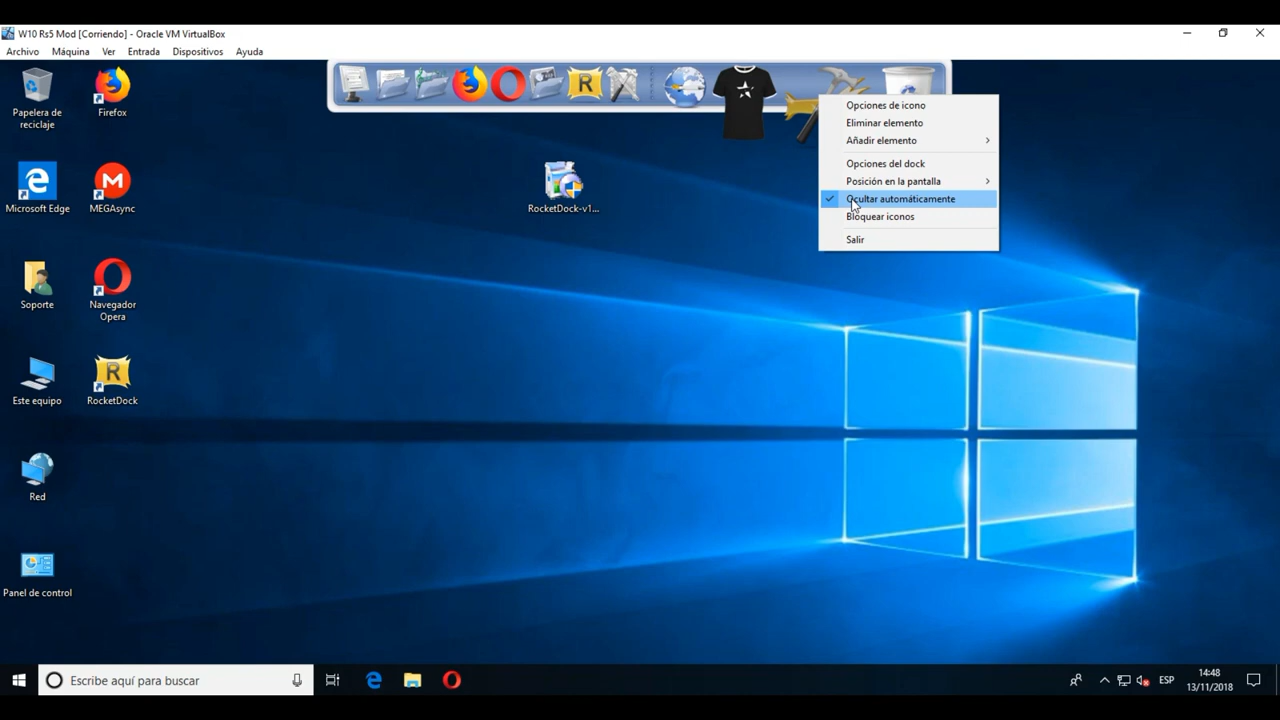 W10 Rs5 Mod [Corriendo] - Oracle VM VirtualBox
Archivo Máquina Ver Entrada Dispositivos Ayuda
Papelera de
reciclaje
Firefox
Microsoft Edge
MEGAsync
RocketDock-v1...
Soporte
Navegador
Opera
Este equipo
RocketDock
Red
Panel de control
Opciones de icono
Eliminar elemento
Añadir elemento
Opciones del dock
Posición en la pantalla
Ocultar automáticamente
Bloquear iconos
Salir
Escribe aquí para buscar
ESP
14:48
13/11/2018